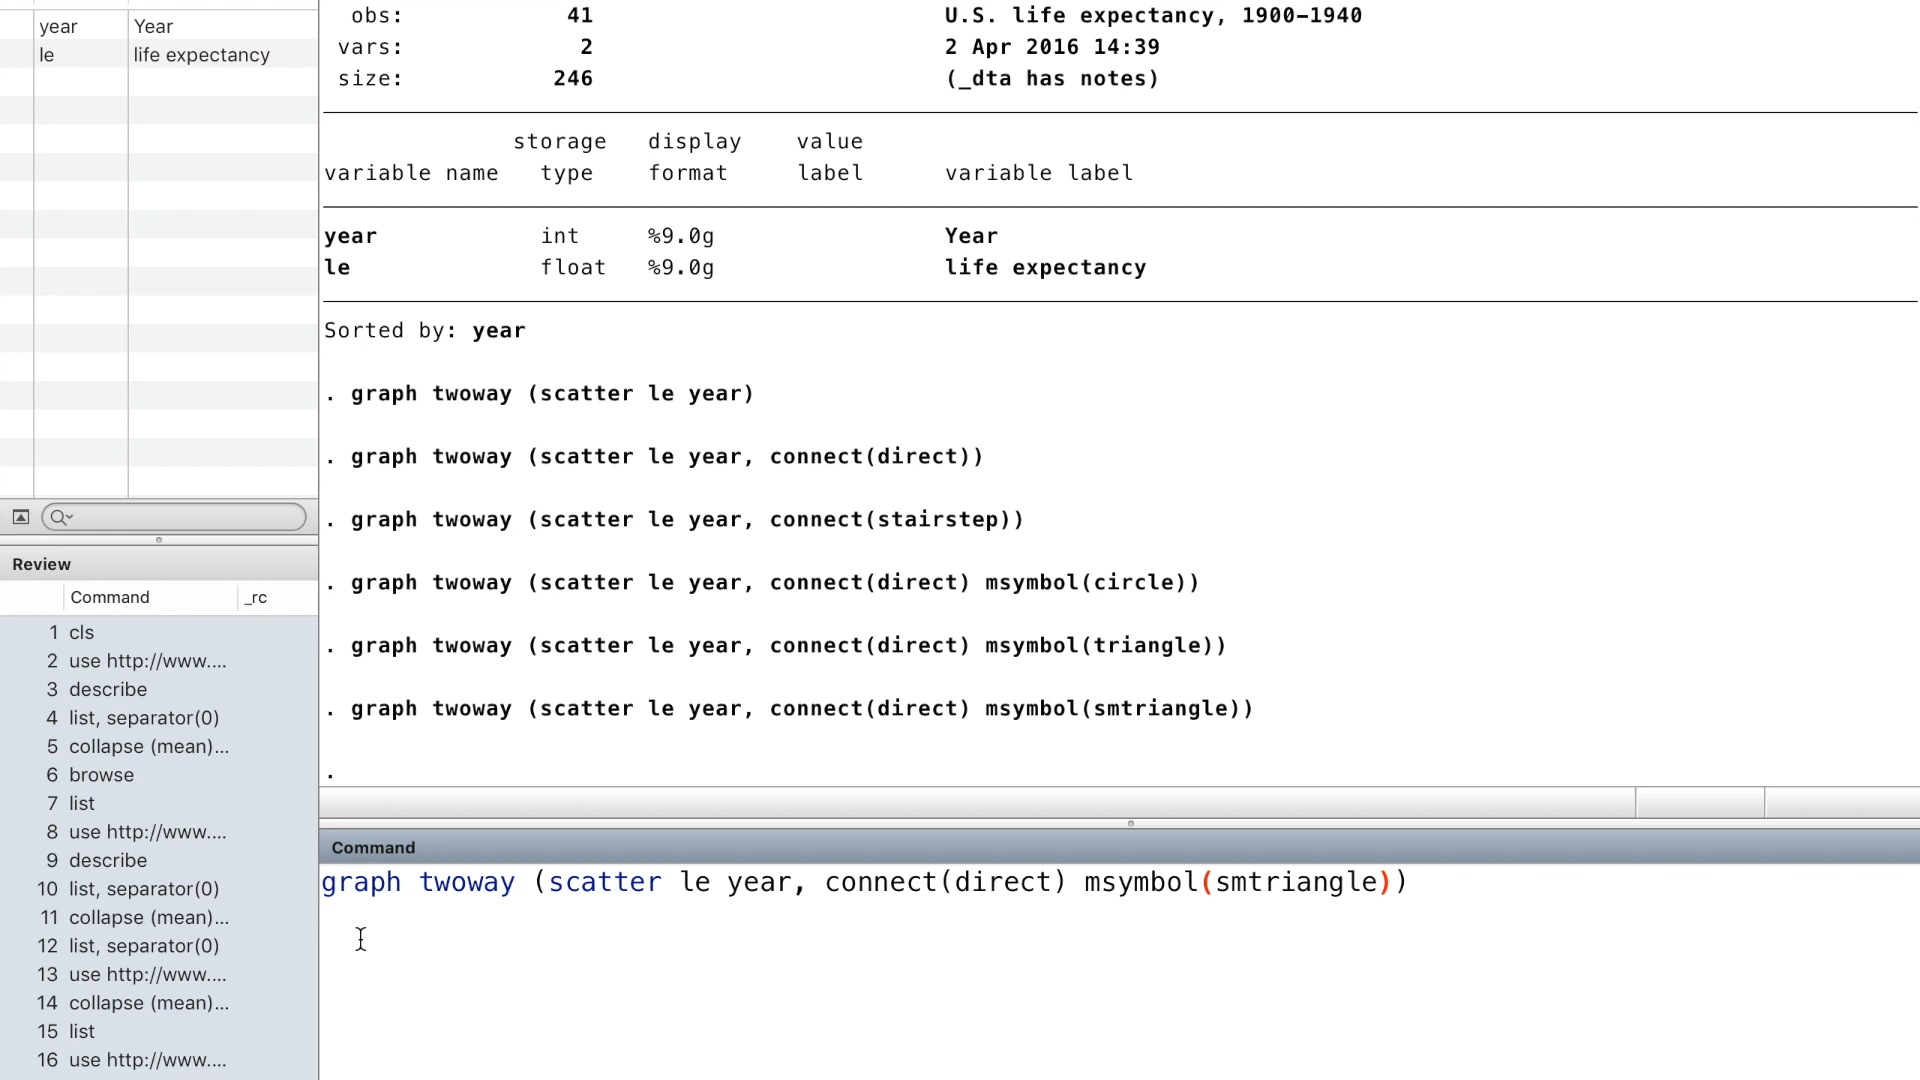 year Year
le life expectancy
Review
Command _rc
1 cls
2 use http://www....
3 describe
4 list, separator(0)
5 collapse (mean)...
6 browse
7 list
8 use http://www....
9 describe
10 list, separator(0)
11 collapse (mean)...
12 list, separator(0)
13 use http://www....
14 collapse (mean)...
15 list
16 use http://www....
obs: 41 U.S. life expectancy, 1900-1940
vars: 2 2 Apr 2016 14:39
size: 246 (_dta has notes)
storage display value
variable name type format label variable label
year int %9.0g Year
le float %9.0g life expectancy
Sorted by: year
. graph twoway (scatter le year)
. graph twoway (scatter le year, connect(direct))
. graph twoway (scatter le year, connect(stairstep))
. graph twoway (scatter le year, connect(direct) msymbol(circle))
. graph twoway (scatter le year, connect(direct) msymbol(triangle))
. graph twoway (scatter le year, connect(direct) msymbol(smtriangle))
.
Command
graph twoway (scatter le year, connect(direct) msymbol(smtriangle))